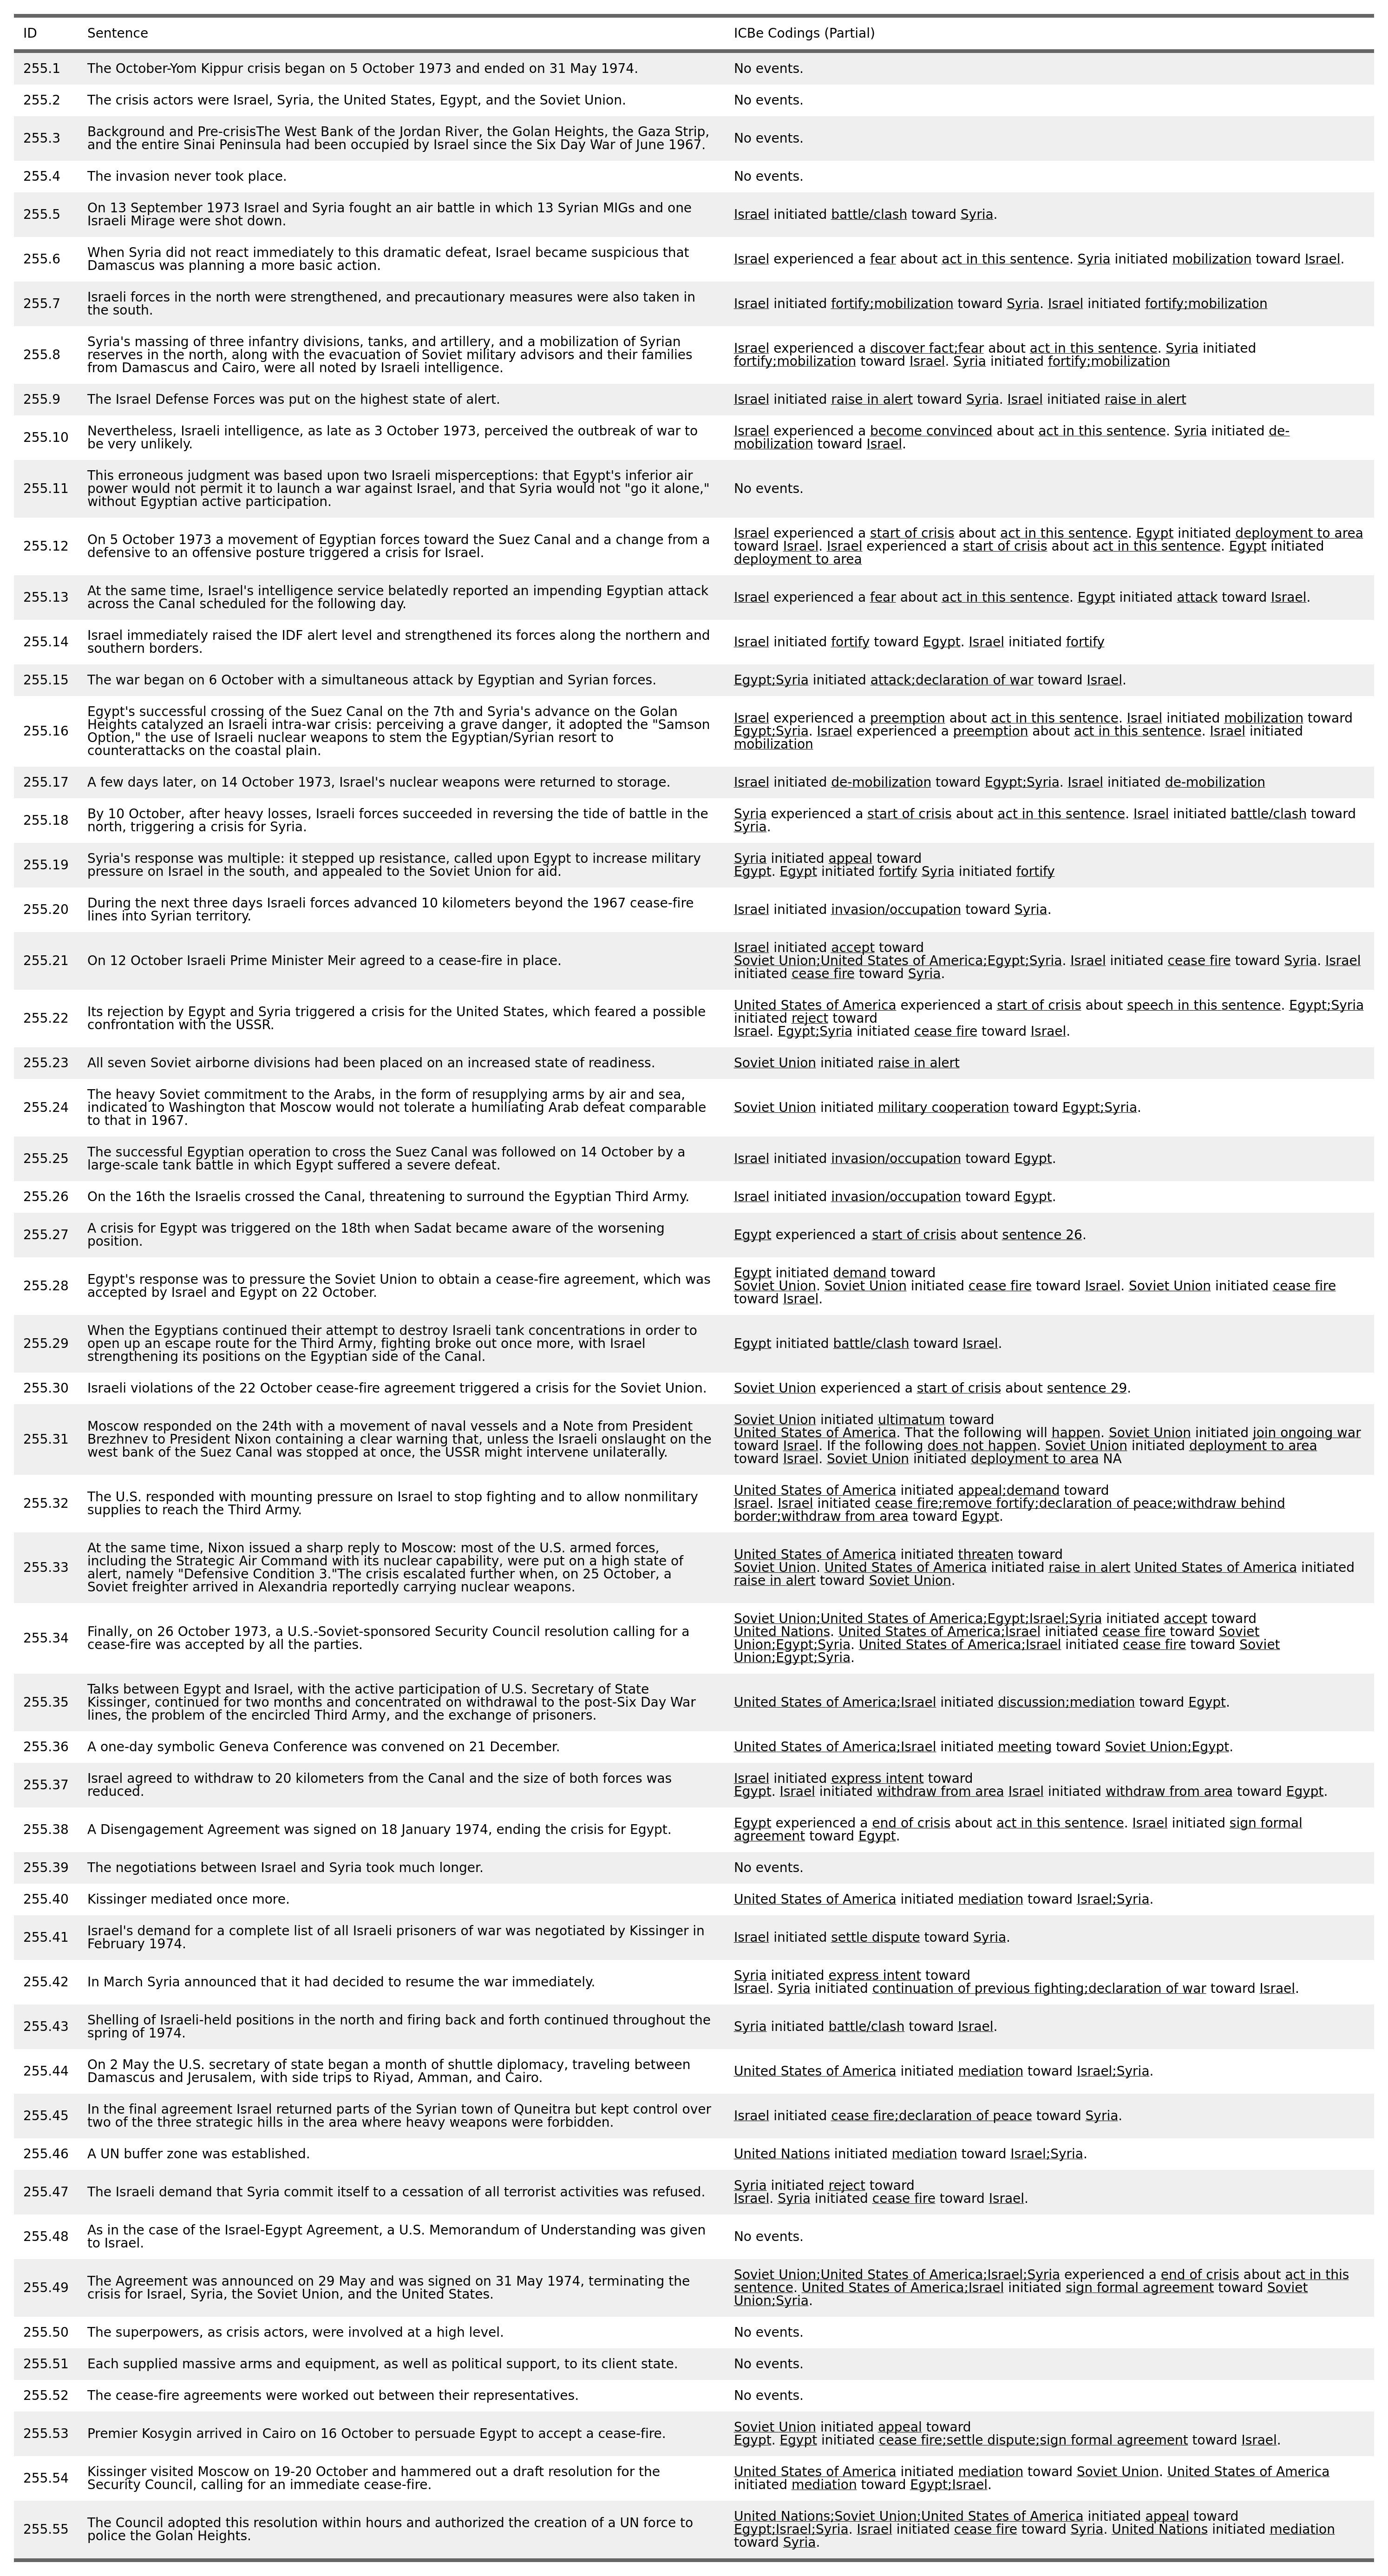 ID Sentence ICBe Codings (Partial)
255.1 The October-Yom Kippur crisis began on 5 October 1973 and ended on 31 May 1974. No events.
255.2 The crisis actors were Israel, Syria, the United States, Egypt, and the Soviet Union. No events.
255.3 Background and Pre-crisisThe West Bank of the Jordan River, the Golan Heights, the Gaza Strip,
and the entire Sinai Peninsula had been occupied by Israel since the Six Day War of June 1967. No events.
255.4 The invasion never took place. No events.
255.5 On 13 September 1973 Israel and Syria fought an air battle in which 13 Syrian MIGs and one
Israeli Mirage were shot down. Israel initiated battle/clash toward Syria.
255.6 When Syria did not react immediately to this dramatic defeat, Israel became suspicious that
Damascus was planning a more basic action. Israel experienced a fear about act in this sentence. Syria initiated mobilization toward Israel.
255.7 Israeli forces in the north were strengthened, and precautionary measures were also taken in
the south. Israel initiated fortify;mobilization toward Syria. Israel initiated fortify;mobilization
255.8 Syria's massing of three infantry divisions, tanks, and artillery, and a mobilization of Syrian
reserves in the north, along with the evacuation of Soviet military advisors and their families
from Damascus and Cairo, were all noted by Israeli intelligence.
Israel experienced a discover fact;fear about act in this sentence. Syria initiated
fortify;mobilization toward Israel. Syria initiated fortify;mobilization
255.9 The Israel Defense Forces was put on the highest state of alert. Israel initiated raise in alert toward Syria. Israel initiated raise in alert
255.10 Nevertheless, Israeli intelligence, as late as 3 October 1973, perceived the outbreak of war to
be very unlikely.
Israel experienced a become convinced about act in this sentence. Syria initiated de-
mobilization toward Israel.
255.11 This erroneous judgment was based upon two Israeli misperceptions: that Egypt's inferior air
power would not permit it to launch a war against Israel, and that Syria would not "go it alone,"
without Egyptian active participation. No events.
255.12 On 5 October 1973 a movement of Egyptian forces toward the Suez Canal and a change from a
defensive to an offensive posture triggered a crisis for Israel.
Israel experienced a start of crisis about act in this sentence. Egypt initiated deployment to area
toward Israel. Israel experienced a start of crisis about act in this sentence. Egypt initiated
deployment to area
255.13 At the same time, Israel's intelligence service belatedly reported an impending Egyptian attack
across the Canal scheduled for the following day. Israel experienced a fear about act in this sentence. Egypt initiated attack toward Israel.
255.14 Israel immediately raised the IDF alert level and strengthened its forces along the northern and
southern borders. Israel initiated fortify toward Egypt. Israel initiated fortify
255.15 The war began on 6 October with a simultaneous attack by Egyptian and Syrian forces. Egypt;Syria initiated attack;declaration of war toward Israel.
255.16 Egypt's successful crossing of the Suez Canal on the 7th and Syria's advance on the Golan
Heights catalyzed an Israeli intra-war crisis: perceiving a grave danger, it adopted the "Samson
Option," the use of Israeli nuclear weapons to stem the Egyptian/Syrian resort to
counterattacks on the coastal plain.
Israel experienced a preemption about act in this sentence. Israel initiated mobilization toward
Egypt;Syria. Israel experienced a preemption about act in this sentence. Israel initiated
mobilization
255.17 A few days later, on 14 October 1973, Israel's nuclear weapons were returned to storage. Israel initiated de-mobilization toward Egypt;Syria. Israel initiated de-mobilization
255.18 By 10 October, after heavy losses, Israeli forces succeeded in reversing the tide of battle in the
north, triggering a crisis for Syria.
Syria experienced a start of crisis about act in this sentence. Israel initiated battle/clash toward
Syria.
255.19 Syria's response was multiple: it stepped up resistance, called upon Egypt to increase military
pressure on Israel in the south, and appealed to the Soviet Union for aid.
Syria initiated appeal toward
Egypt. Egypt initiated fortify Syria initiated fortify
255.20 During the next three days Israeli forces advanced 10 kilometers beyond the 1967 cease-fire
lines into Syrian territory. Israel initiated invasion/occupation toward Syria.
255.21 On 12 October Israeli Prime Minister Meir agreed to a cease-fire in place.
Israel initiated accept toward
Soviet Union;United States of America;Egypt;Syria. Israel initiated cease fire toward Syria. Israel
initiated cease fire toward Syria.
255.22 Its rejection by Egypt and Syria triggered a crisis for the United States, which feared a possible
confrontation with the USSR.
United States of America experienced a start of crisis about speech in this sentence. Egypt;Syria
initiated reject toward
Israel. Egypt;Syria initiated cease fire toward Israel.
255.23 All seven Soviet airborne divisions had been placed on an increased state of readiness. Soviet Union initiated raise in alert
255.24 The heavy Soviet commitment to the Arabs, in the form of resupplying arms by air and sea,
indicated to Washington that Moscow would not tolerate a humiliating Arab defeat comparable
to that in 1967. Soviet Union initiated military cooperation toward Egypt;Syria.
255.25 The successful Egyptian operation to cross the Suez Canal was followed on 14 October by a
large-scale tank battle in which Egypt suffered a severe defeat. Israel initiated invasion/occupation toward Egypt.
255.26 On the 16th the Israelis crossed the Canal, threatening to surround the Egyptian Third Army. Israel initiated invasion/occupation toward Egypt.
255.27 A crisis for Egypt was triggered on the 18th when Sadat became aware of the worsening
position. Egypt experienced a start of crisis about sentence 26.
255.28 Egypt's response was to pressure the Soviet Union to obtain a cease-fire agreement, which was
accepted by Israel and Egypt on 22 October.
Egypt initiated demand toward
Soviet Union. Soviet Union initiated cease fire toward Israel. Soviet Union initiated cease fire
toward Israel.
255.29 When the Egyptians continued their attempt to destroy Israeli tank concentrations in order to
open up an escape route for the Third Army, fighting broke out once more, with Israel
strengthening its positions on the Egyptian side of the Canal. Egypt initiated battle/clash toward Israel.
255.30 Israeli violations of the 22 October cease-fire agreement triggered a crisis for the Soviet Union. Soviet Union experienced a start of crisis about sentence 29.
255.31 Moscow responded on the 24th with a movement of naval vessels and a Note from President
Brezhnev to President Nixon containing a clear warning that, unless the Israeli onslaught on the
west bank of the Suez Canal was stopped at once, the USSR might intervene unilaterally.
Soviet Union initiated ultimatum toward
United States of America. That the following will happen. Soviet Union initiated join ongoing war
toward Israel. If the following does not happen. Soviet Union initiated deployment to area
toward Israel. Soviet Union initiated deployment to area NA
255.32 The U.S. responded with mounting pressure on Israel to stop fighting and to allow nonmilitary
supplies to reach the Third Army.
United States of America initiated appeal;demand toward
Israel. Israel initiated cease fire;remove fortify;declaration of peace;withdraw behind
border;withdraw from area toward Egypt.
255.33 At the same time, Nixon issued a sharp reply to Moscow: most of the U.S. armed forces,
including the Strategic Air Command with its nuclear capability, were put on a high state of
alert, namely "Defensive Condition 3."The crisis escalated further when, on 25 October, a
Soviet freighter arrived in Alexandria reportedly carrying nuclear weapons.
United States of America initiated threaten toward
Soviet Union. United States of America initiated raise in alert United States of America initiated
raise in alert toward Soviet Union.
255.34 Finally, on 26 October 1973, a U.S.-Soviet-sponsored Security Council resolution calling for a
cease-fire was accepted by all the parties.
Soviet Union;United States of America;Egypt;Israel;Syria initiated accept toward
United Nations. United States of America;Israel initiated cease fire toward Soviet
Union;Egypt;Syria. United States of America;Israel initiated cease fire toward Soviet
Union;Egypt;Syria.
255.35 Talks between Egypt and Israel, with the active participation of U.S. Secretary of State
Kissinger, continued for two months and concentrated on withdrawal to the post-Six Day War
lines, the problem of the encircled Third Army, and the exchange of prisoners. United States of America;Israel initiated discussion;mediation toward Egypt.
255.36 A one-day symbolic Geneva Conference was convened on 21 December. United States of America;Israel initiated meeting toward Soviet Union;Egypt.
255.37 Israel agreed to withdraw to 20 kilometers from the Canal and the size of both forces was
reduced.
Israel initiated express intent toward
Egypt. Israel initiated withdraw from area Israel initiated withdraw from area toward Egypt.
255.38 A Disengagement Agreement was signed on 18 January 1974, ending the crisis for Egypt.
Egypt experienced a end of crisis about act in this sentence. Israel initiated sign formal
agreement toward Egypt.
255.39 The negotiations between Israel and Syria took much longer. No events.
255.40 Kissinger mediated once more. United States of America initiated mediation toward Israel;Syria.
255.41 Israel's demand for a complete list of all Israeli prisoners of war was negotiated by Kissinger in
February 1974. Israel initiated settle dispute toward Syria.
255.42 In March Syria announced that it had decided to resume the war immediately.
Syria initiated express intent toward
Israel. Syria initiated continuation of previous fighting;declaration of war toward Israel.
255.43 Shelling of Israeli-held positions in the north and firing back and forth continued throughout the
spring of 1974. Syria initiated battle/clash toward Israel.
255.44 On 2 May the U.S. secretary of state began a month of shuttle diplomacy, traveling between
Damascus and Jerusalem, with side trips to Riyad, Amman, and Cairo. United States of America initiated mediation toward Israel;Syria.
255.45 In the final agreement Israel returned parts of the Syrian town of Quneitra but kept control over
two of the three strategic hills in the area where heavy weapons were forbidden. Israel initiated cease fire;declaration of peace toward Syria.
255.46 A UN buffer zone was established. United Nations initiated mediation toward Israel;Syria.
255.47 The Israeli demand that Syria commit itself to a cessation of all terrorist activities was refused.
Syria initiated reject toward
Israel. Syria initiated cease fire toward Israel.
255.48 As in the case of the Israel-Egypt Agreement, a U.S. Memorandum of Understanding was given
to Israel. No events.
255.49 The Agreement was announced on 29 May and was signed on 31 May 1974, terminating the
crisis for Israel, Syria, the Soviet Union, and the United States.
Soviet Union;United States of America;Israel;Syria experienced a end of crisis about act in this
sentence. United States of America;Israel initiated sign formal agreement toward Soviet
Union;Syria.
255.50 The superpowers, as crisis actors, were involved at a high level. No events.
255.51 Each supplied massive arms and equipment, as well as political support, to its client state. No events.
255.52 The cease-fire agreements were worked out between their representatives. No events.
255.53 Premier Kosygin arrived in Cairo on 16 October to persuade Egypt to accept a cease-fire.
Soviet Union initiated appeal toward
Egypt. Egypt initiated cease fire;settle dispute;sign formal agreement toward Israel.
255.54 Kissinger visited Moscow on 19-20 October and hammered out a draft resolution for the
Security Council, calling for an immediate cease-fire.
United States of America initiated mediation toward Soviet Union. United States of America
initiated mediation toward Egypt;Israel.
255.55 The Council adopted this resolution within hours and authorized the creation of a UN force to
police the Golan Heights.
United Nations;Soviet Union;United States of America initiated appeal toward
Egypt;Israel;Syria. Israel initiated cease fire toward Syria. United Nations initiated mediation
toward Syria.